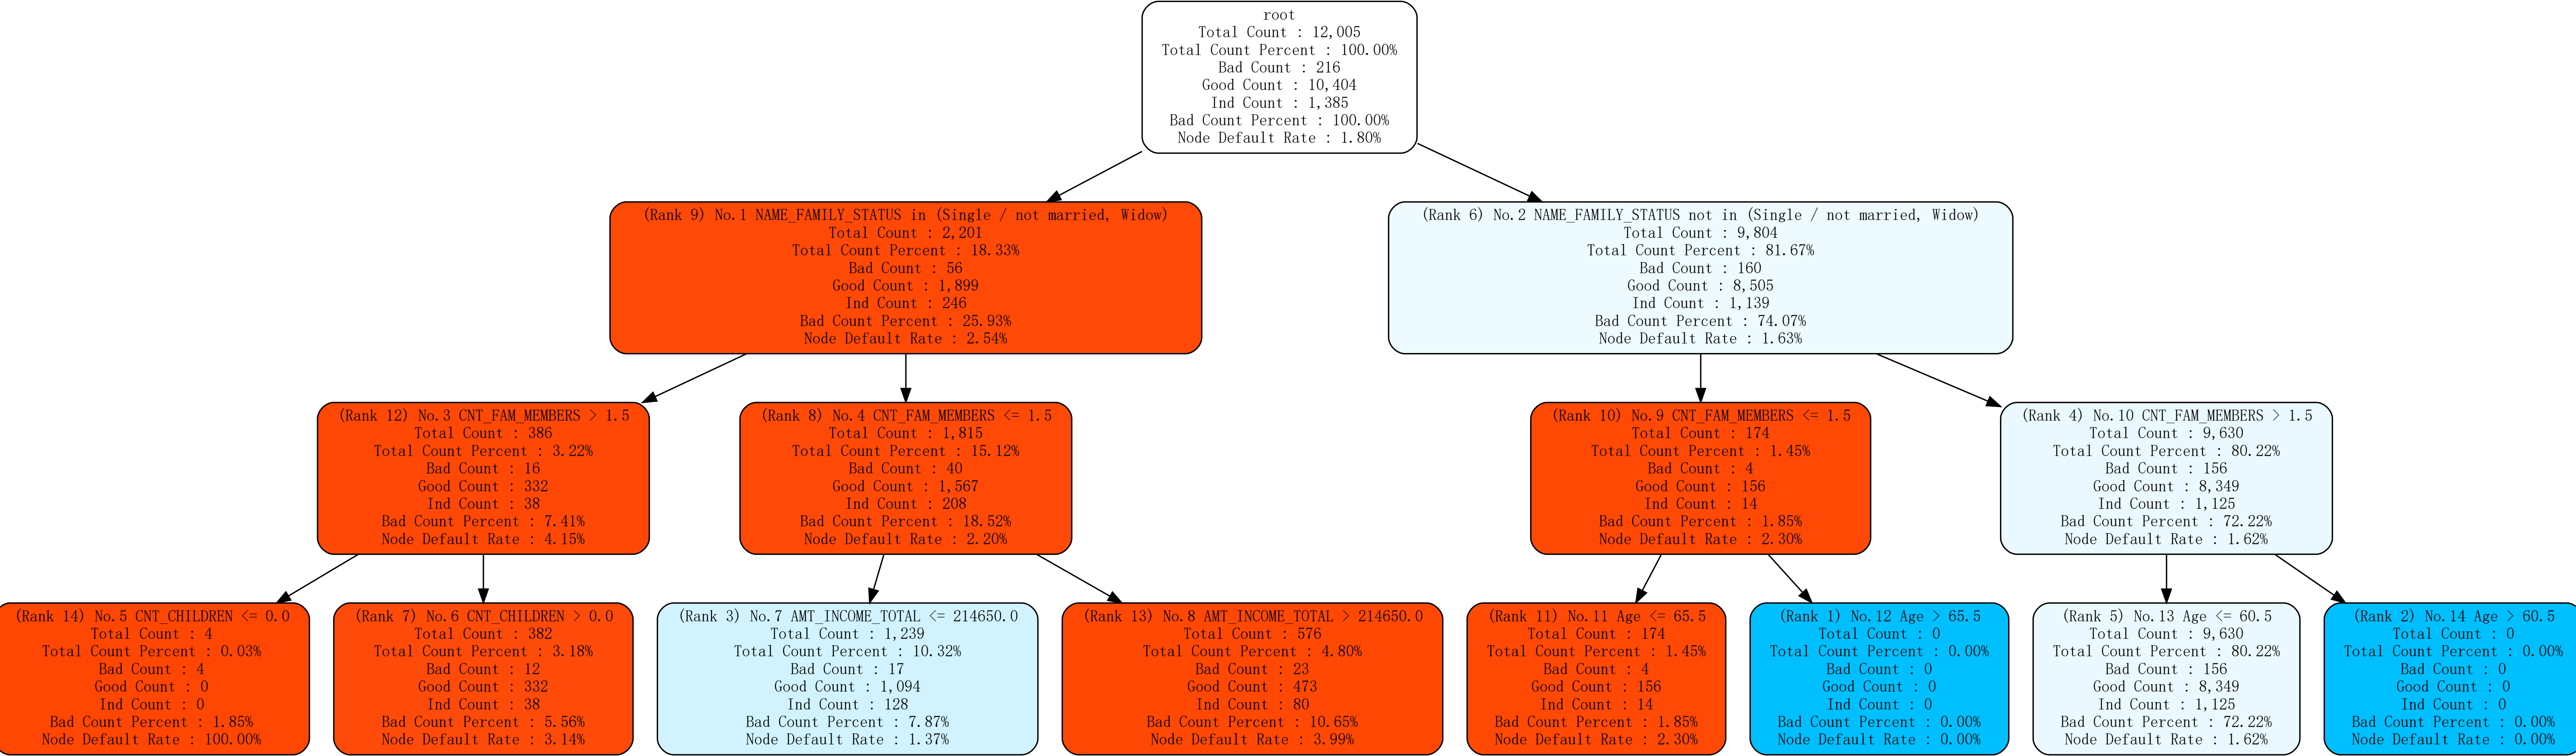 root
Total Count : 12,005
Total Count Percent : 100.00%
Bad Count : 216
Good Count : 10,404
Ind Count : 1,385
Bad Count Percent : 100.00%
Node Default Rate : 1.80%
(Rank 9) No.1 NAME_FAMILY_STATUS in (Single / not married, Widow)
Total Count : 2,201
Total Count Percent : 18.33%
Bad Count : 56
Good Count : 1,899
Ind Count : 246
Bad Count Percent : 25.93%
Node Default Rate : 2.54%
(Rank 6) No.2 NAME_FAMILY_STATUS not in (Single / not married, Widow)
Total Count : 9,804
Total Count Percent : 81.67%
Bad Count : 160
Good Count : 8,505
Ind Count : 1,139
Bad Count Percent : 74.07%
Node Default Rate : 1.63%
(Rank 12) No.3 CNT_FAM_MEMBERS > 1.5
Total Count : 386
Total Count Percent : 3.22%
Bad Count : 16
Good Count : 332
Ind Count : 38
Bad Count Percent : 7.41%
Node Default Rate : 4.15%
(Rank 8) No.4 CNT_FAM_MEMBERS <= 1.5
Total Count : 1,815
Total Count Percent : 15.12%
Bad Count : 40
Good Count : 1,567
Ind Count : 208
Bad Count Percent : 18.52%
Node Default Rate : 2.20%
(Rank 10) No.9 CNT_FAM_MEMBERS <= 1.5
Total Count : 174
Total Count Percent : 1.45%
Bad Count : 4
Good Count : 156
Ind Count : 14
Bad Count Percent : 1.85%
Node Default Rate : 2.30%
(Rank 4) No.10 CNT_FAM_MEMBERS > 1.5
Total Count : 9,630
Total Count Percent : 80.22%
Bad Count : 156
Good Count : 8,349
Ind Count : 1,125
Bad Count Percent : 72.22%
Node Default Rate : 1.62%
(Rank 14) No.5 CNT_CHILDREN <= 0.0
Total Count : 4
Total Count Percent : 0.03%
Bad Count : 4
Good Count : 0
Ind Count : 0
Bad Count Percent : 1.85%
Node Default Rate : 100.00%
(Rank 7) No.6 CNT_CHILDREN > 0.0
Total Count : 382
Total Count Percent : 3.18%
Bad Count : 12
Good Count : 332
Ind Count : 38
Bad Count Percent : 5.56%
Node Default Rate : 3.14%
(Rank 3) No.7 AMT_INCOME_TOTAL <= 214650.0
Total Count : 1,239
Total Count Percent : 10.32%
Bad Count : 17
Good Count : 1,094
Ind Count : 128
Bad Count Percent : 7.87%
Node Default Rate : 1.37%
(Rank 13) No.8 AMT_INCOME_TOTAL > 214650.0
Total Count : 576
Total Count Percent : 4.80%
Bad Count : 23
Good Count : 473
Ind Count : 80
Bad Count Percent : 10.65%
Node Default Rate : 3.99%
(Rank 11) No.11 Age <= 65.5
Total Count : 174
Total Count Percent : 1.45%
Bad Count : 4
Good Count : 156
Ind Count : 14
Bad Count Percent : 1.85%
Node Default Rate : 2.30%
(Rank 1) No.12 Age > 65.5
Total Count : 0
Total Count Percent : 0.00%
Bad Count : 0
Good Count : 0
Ind Count : 0
Bad Count Percent : 0.00%
Node Default Rate : 0.00%
(Rank 5) No.13 Age <= 60.5
Total Count : 9,630
Total Count Percent : 80.22%
Bad Count : 156
Good Count : 8,349
Ind Count : 1,125
Bad Count Percent : 72.22%
Node Default Rate : 1.62%
(Rank 2) No.14 Age > 60.5
Total Count : 0
Total Count Percent : 0.00%
Bad Count : 0
Good Count : 0
Ind Count : 0
Bad Count Percent : 0.00%
Node Default Rate : 0.00%